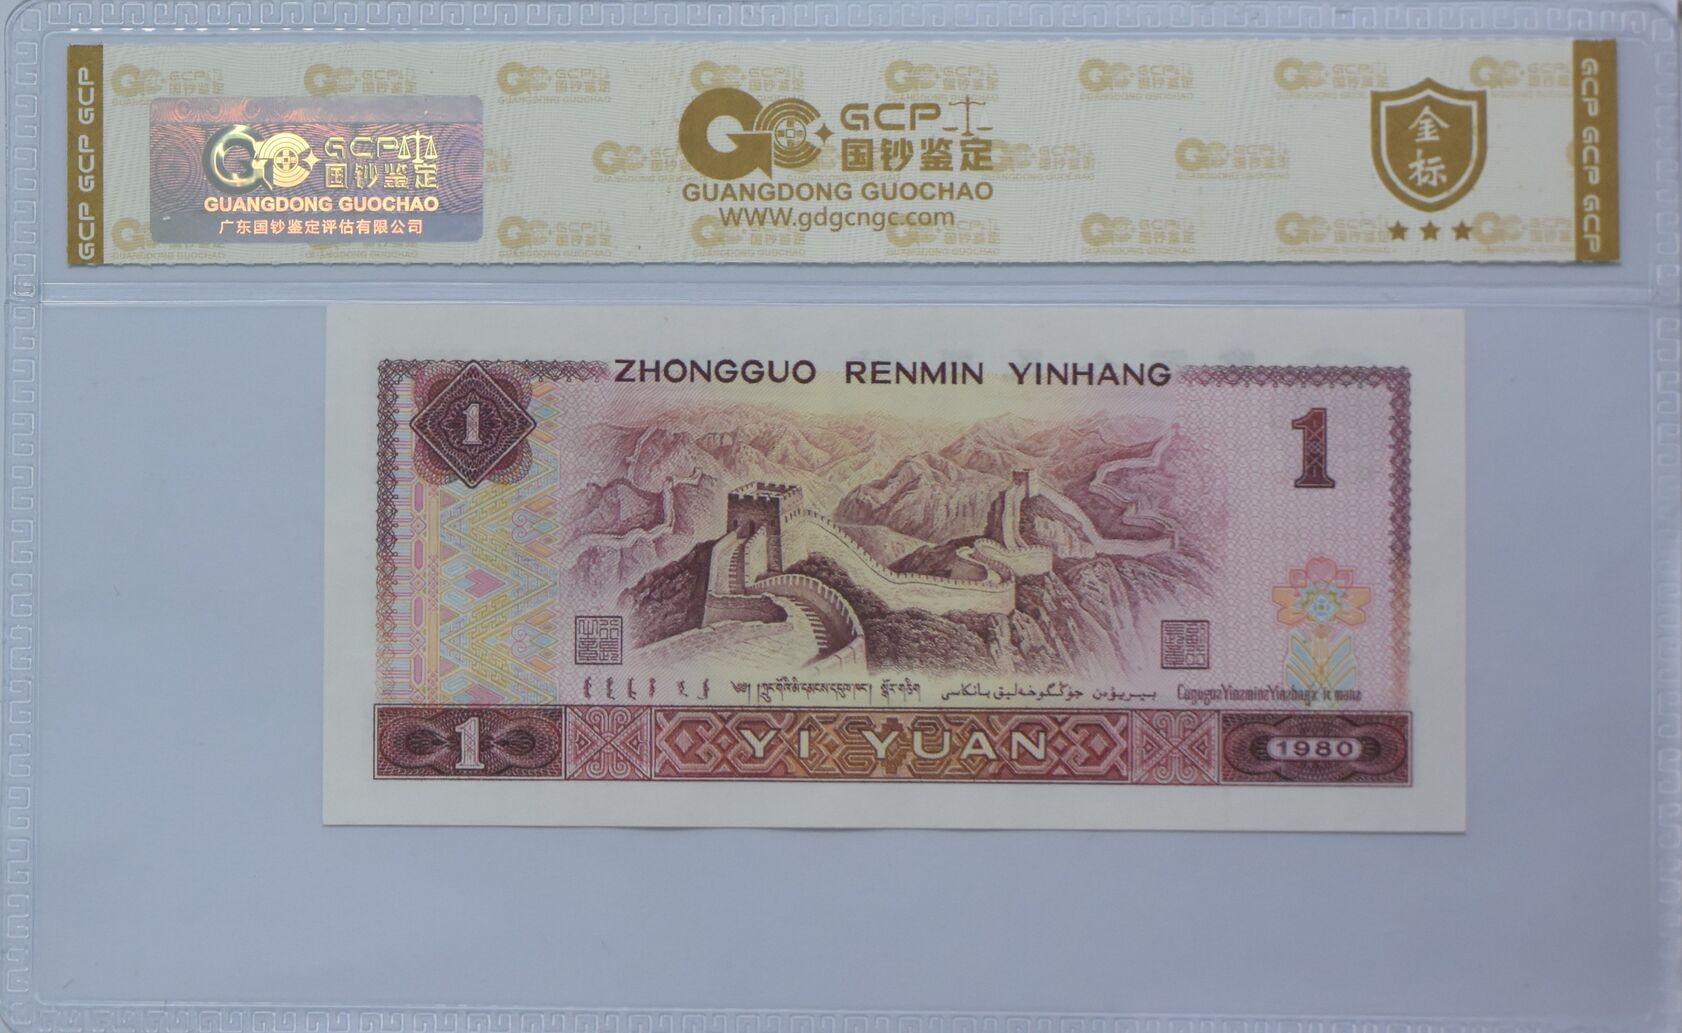 GCP GCP GCP
GCP 国钞鉴定
GUANGDONG GUOCHAO
广东国钞鉴定评估有限公司
GCP
国钞鉴定
GUANGDONG GUOCHAO
WWW.gdgcngc.com
金标
GCP GCP GCP
ZHONGGUO RENMIN YINHANG
1
1
1 YI YUAN 1980